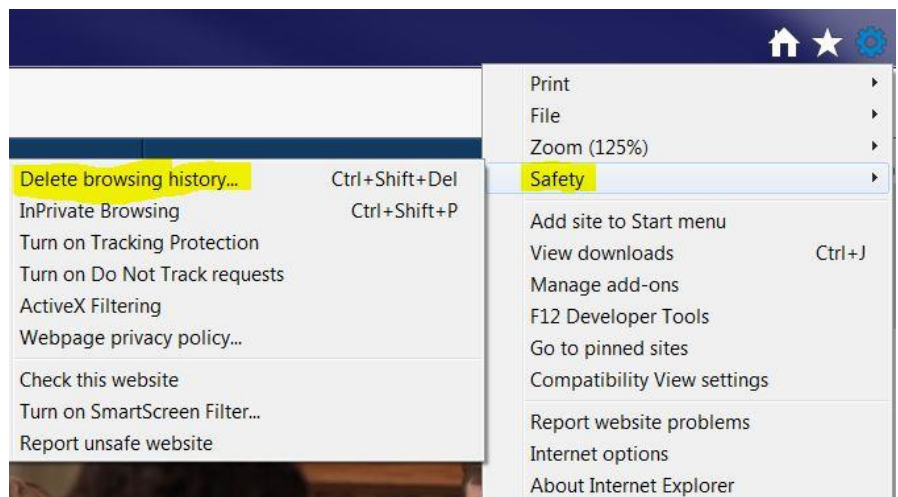 Print
File
Zoom (125%)
Safety
Delete browsing history... Ctrl+Shift+Del
InPrivate Browsing Ctrl+Shift+P
Turn on Tracking Protection
Turn on Do Not Track requests
ActiveX Filtering
Webpage privacy policy...
Check this website
Turn on SmartScreen Filter...
Report unsafe website
Add site to Start menu
View downloads Ctrl+J
Manage add-ons
F12 Developer Tools
Go to pinned sites
Compatibility View settings
Report website problems
Internet options
About Internet Explorer